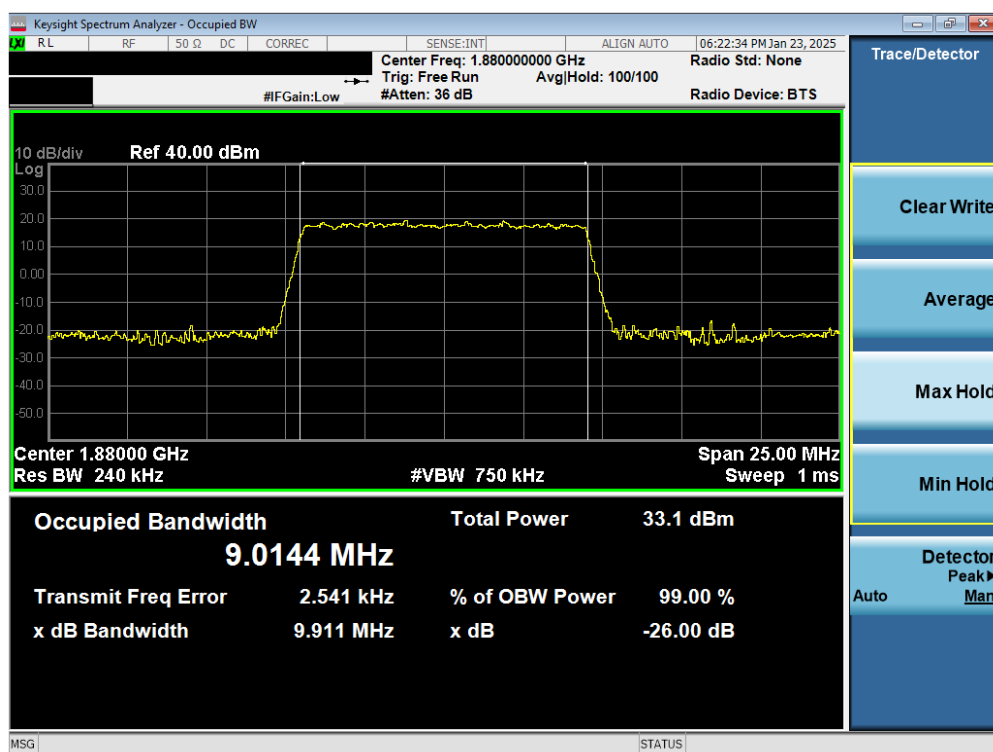 Keysight Spectrum Analyzer - Occupied BW
LXI RL RF 50 Ω DC CORREC SENSE:INT ALIGN AUTO 06:22:34 PM Jan 23, 2025
Center Freq: 1.880000000 GHz Radio Std: None
Trig: Free Run Avg|Hold: 100/100
#IFGain:Low #Atten: 36 dB Radio Device: BTS
Trace/Detector
10 dB/div Ref 40.00 dBm
Log
30.0
20.0
10.0
0.00
-10.0
-20.0
-30.0
-40.0
-50.0
Center 1.88000 GHz Span 25.00 MHz
Res BW 240 kHz #VBW 750 kHz Sweep 1 ms
Occupied Bandwidth Total Power 33.1 dBm
9.0144 MHz
Transmit Freq Error 2.541 kHz % of OBW Power 99.00 %
x dB Bandwidth 9.911 MHz x dB -26.00 dB
Clear Write
Average
Max Hold
Min Hold
Detector
Peak▶
Auto Man
MSG STATUS